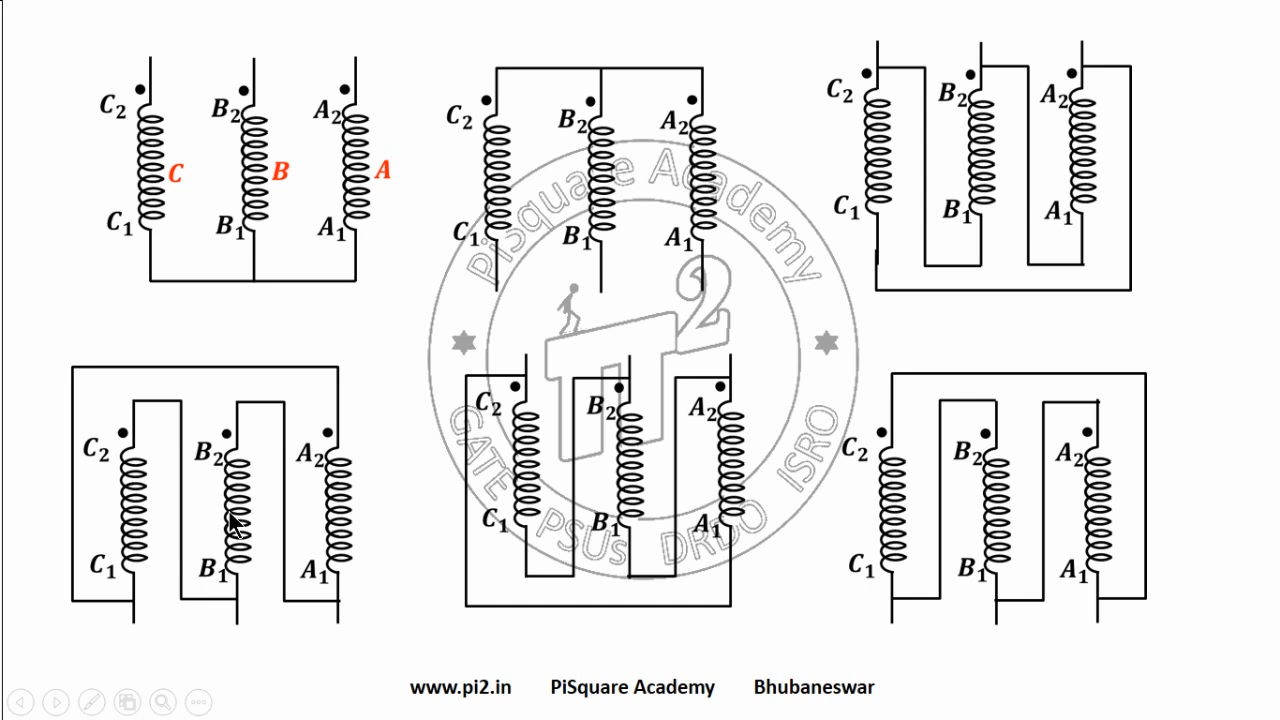 C₂ B₂ A₂
C B A
C₁ B₁ A₁
C₂ B₂ A₂
C₁ B₁ A₁
C₂ B₂ A₂
C₁ B₁ A₁
PiSquare Academy
π2
GATE PSUs DRDO ISRO
C₂ B₂ A₂
C₁ B₁ A₁
C₂ B₂ A₂
C₁ B₁ A₁
C₂ B₂ A₂
C₁ B₁ A₁
www.pi2.in PiSquare Academy Bhubaneswar